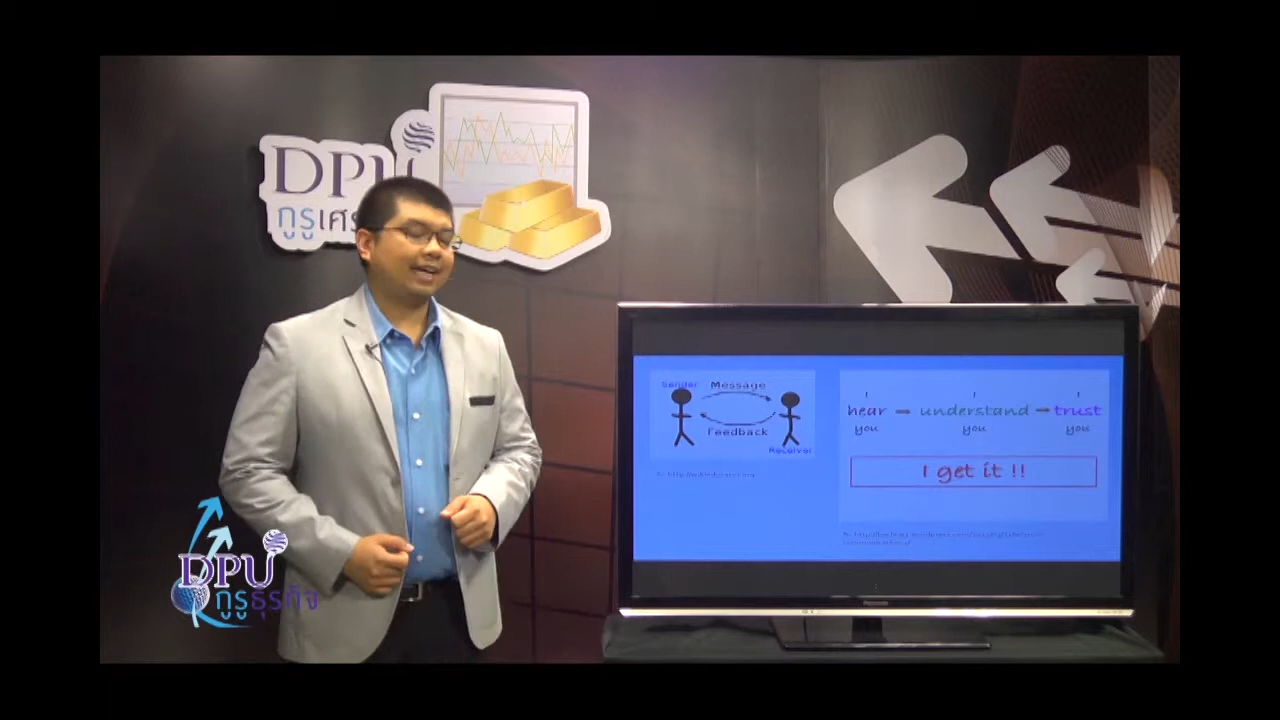 DPU
กูรูเศร
Sender
Message
Feedback
Receiver
I I I
hear → understand → trust
you you you
I get it !!
Panasonic
DPU
กูรูธุรกิจ